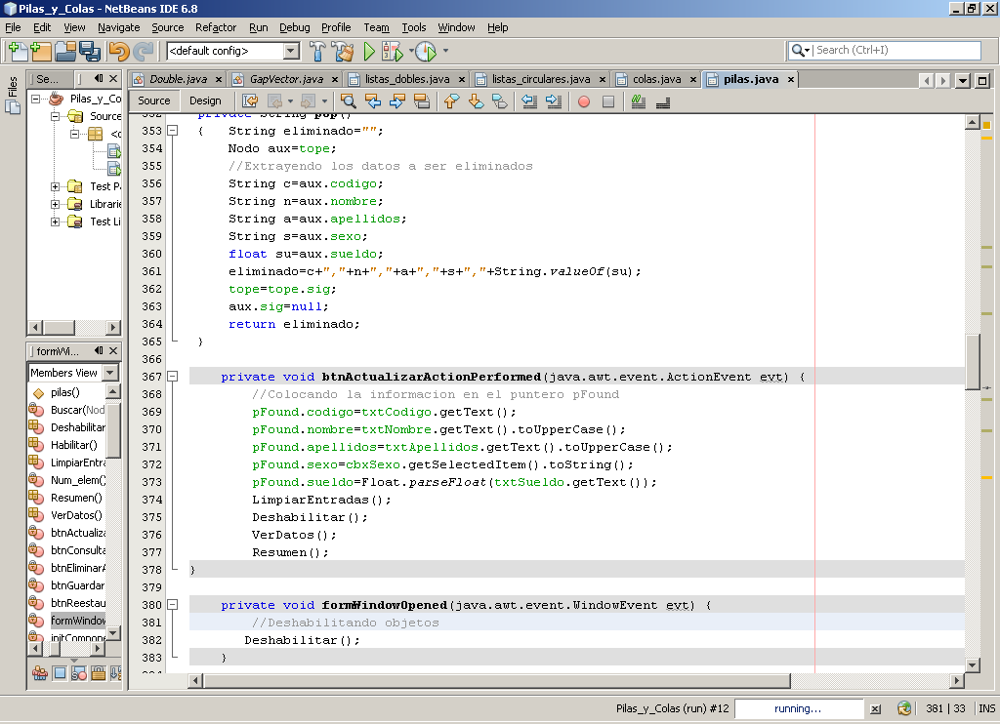 Pilas_y_Colas - NetBeans IDE 6.8
File Edit View Navigate Source Refactor Run Debug Profile Team Tools Window Help
<default config>
Search (Ctrl+I)
Files
Se...
Double.java GapVector.java listas_dobles.java listas_circulares.java colas.java pilas.java
Source Design
Pilas_y_Co
Source
<d
Test Pa
Librarie
Test Li
formWi...
Members View
pilas()
Buscar(Nod
Deshabilitar
Habilitar()
LimpiarEntra
Num_elem()
Resumen()
VerDatos()
btnActualiza
btnConsulta
btnEliminarA
btnGuardar
btnReestau
formWindow
initCompone
352 private String pop()
353 { String eliminado="";
354 Nodo aux=tope;
355 //Extrayendo los datos a ser eliminados
356 String c=aux.codigo;
357 String n=aux.nombre;
358 String a=aux.apellidos;
359 String s=aux.sexo;
360 float su=aux.sueldo;
361 eliminado=c+","+n+","+a+","+s+","+String.valueOf(su);
362 tope=tope.sig;
363 aux.sig=null;
364 return eliminado;
365 }
366
367 private void btnActualizarActionPerformed(java.awt.event.ActionEvent evt) {
368 //Colocando la informacion en el puntero pFound
369 pFound.codigo=txtCodigo.getText();
370 pFound.nombre=txtNombre.getText().toUpperCase();
371 pFound.apellidos=txtApellidos.getText().toUpperCase();
372 pFound.sexo=cbxSexo.getSelectedItem().toString();
373 pFound.sueldo=Float.parseFloat(txtSueldo.getText());
374 LimpiarEntradas();
375 Deshabilitar();
376 VerDatos();
377 Resumen();
378 }
379
380 private void formWindowOpened(java.awt.event.WindowEvent evt) {
381 //Deshabilitando objetos
382 Deshabilitar();
383 }
Pilas_y_Colas (run) #12 running... 381 | 33 INS